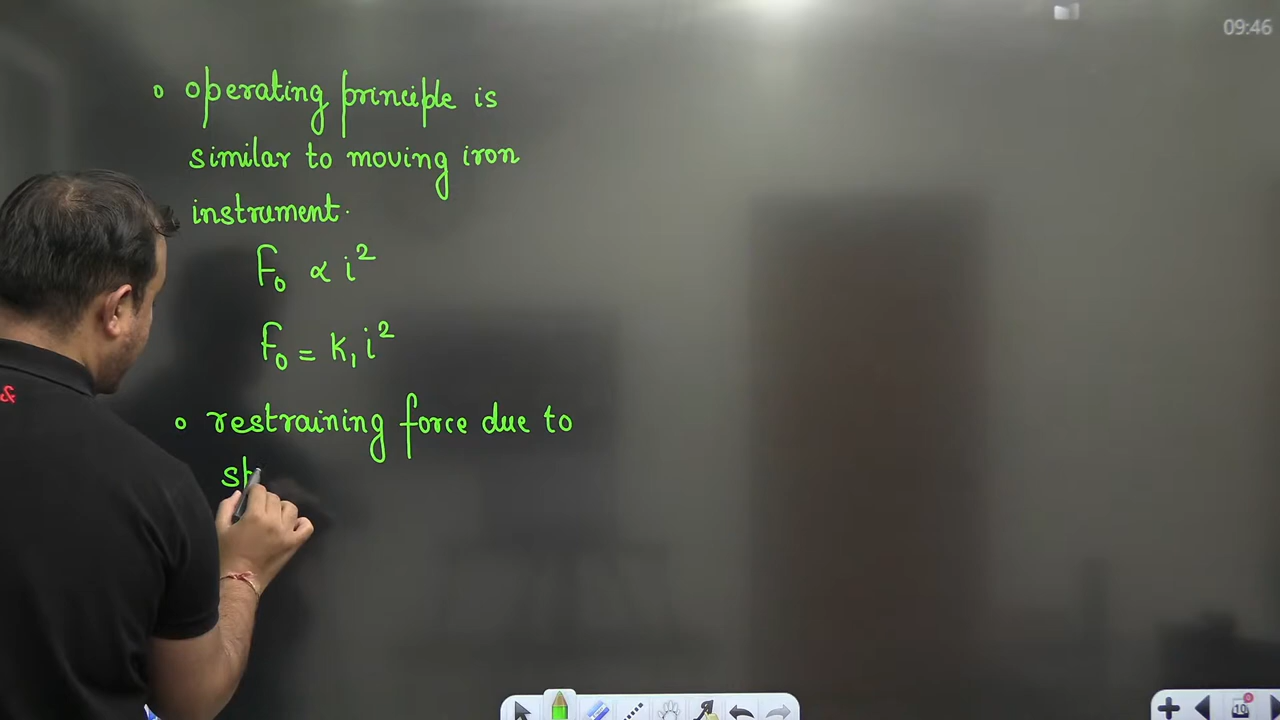 09:46
• operating principle is
similar to moving iron
instrument.
F₀ ∝ i²
F₀ = K₁ i²
• restraining force due to
&
10